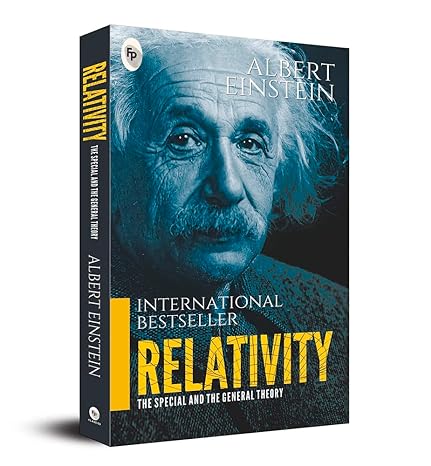 FP
ALBERT
EINSTEIN
INTERNATIONAL
BESTSELLER
RELATIVITY
THE SPECIAL AND THE GENERAL THEORY
RELATIVITY
THE SPECIAL AND THE GENERAL THEORY
ALBERT EINSTEIN
FP